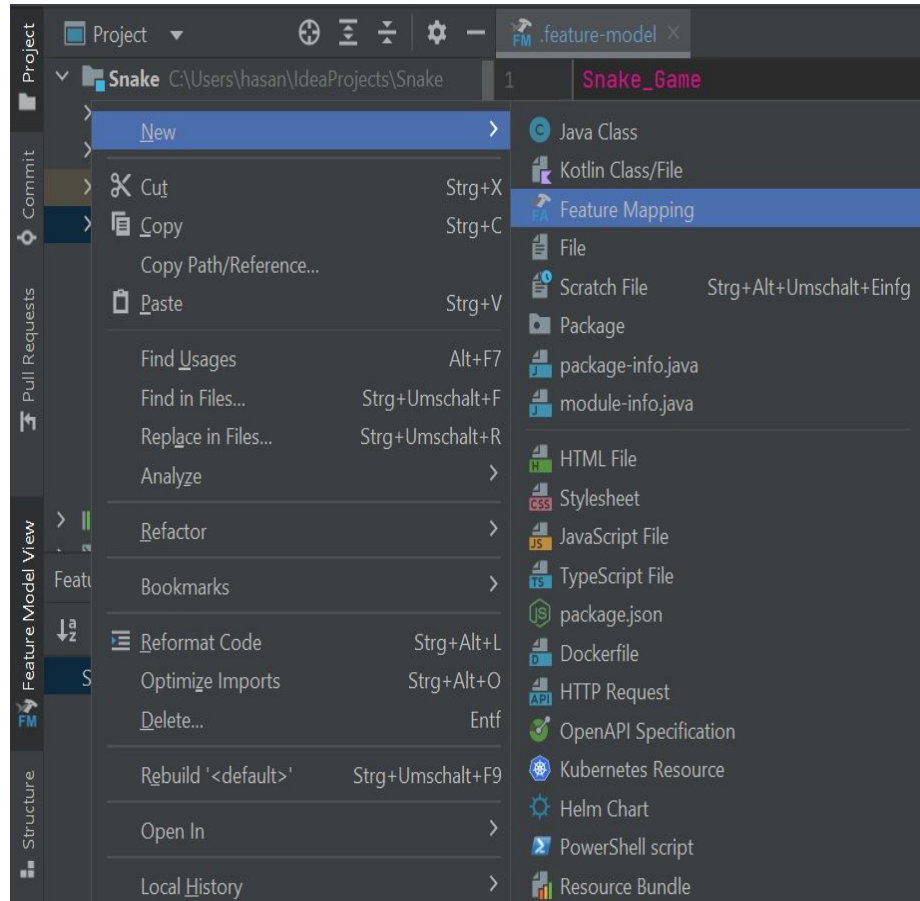 Project
.feature-model
Snake C:\Users\hasan\IdeaProjects\Snake
1 Snake_Game
New
Cut Strg+X
Copy Strg+C
Copy Path/Reference...
Paste Strg+V
Find Usages Alt+F7
Find in Files... Strg+Umschalt+F
Replace in Files... Strg+Umschalt+R
Analyze
Refactor
Bookmarks
Reformat Code Strg+Alt+L
Optimize Imports Strg+Alt+O
Delete... Entf
Rebuild '<default>' Strg+Umschalt+F9
Open In
Local History
Java Class
Kotlin Class/File
Feature Mapping
File
Scratch File Strg+Alt+Umschalt+Einfg
Package
package-info.java
module-info.java
HTML File
Stylesheet
JavaScript File
TypeScript File
package.json
Dockerfile
HTTP Request
OpenAPI Specification
Kubernetes Resource
Helm Chart
PowerShell script
Resource Bundle
Project
Commit
Pull Requests
Feature Model View
FM
Structure